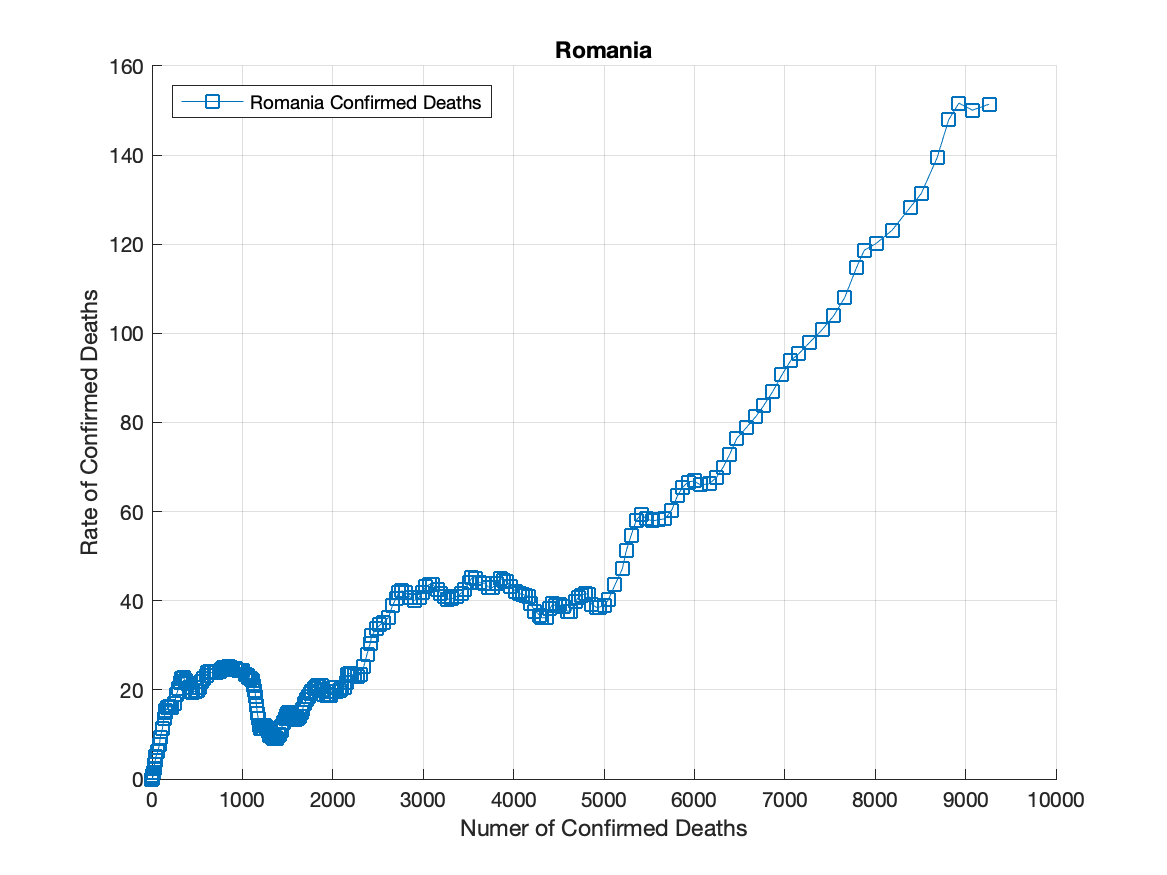 Romania
160
Romania Confirmed Deaths
140
120
100
80
60
40
20
0
Rate of Confirmed Deaths
0 1000 2000 3000 4000 5000 6000 7000 8000 9000 10000
Numer of Confirmed Deaths